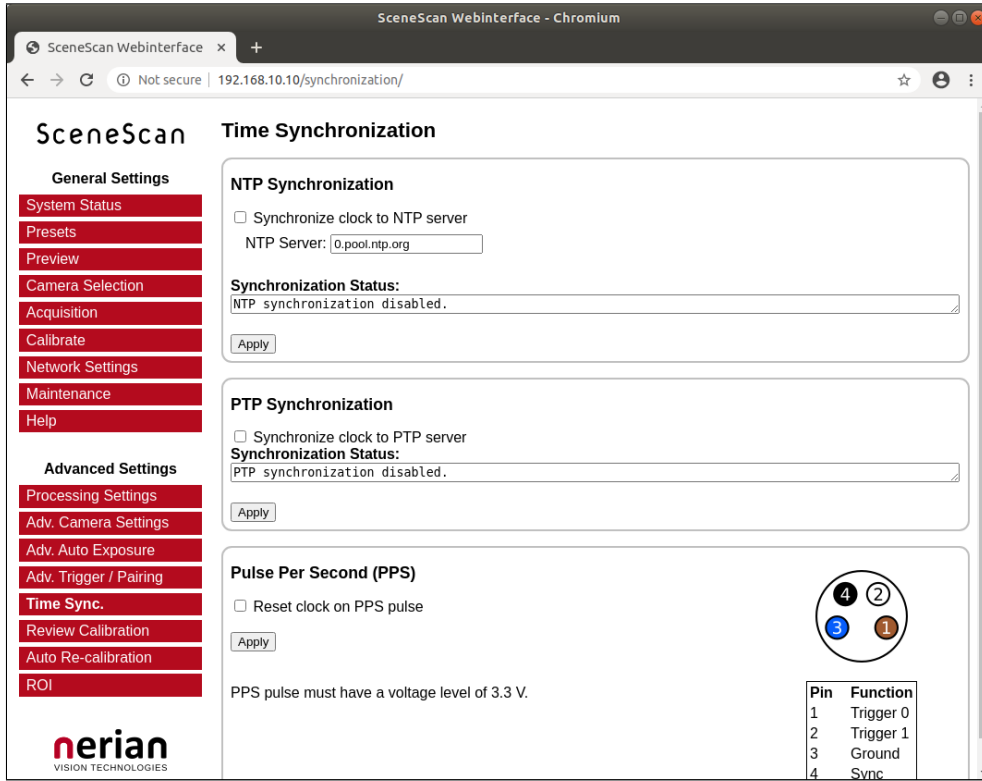 SceneScan Webinterface - Chromium
SceneScan Webinterface × +
Not secure | 192.168.10.10/synchronization/
SceneScan
General Settings
System Status
Presets
Preview
Camera Selection
Acquisition
Calibrate
Network Settings
Maintenance
Help
Advanced Settings
Processing Settings
Adv. Camera Settings
Adv. Auto Exposure
Adv. Trigger / Pairing
Time Sync.
Review Calibration
Auto Re-calibration
ROI
nerian
VISION TECHNOLOGIES
Time Synchronization
NTP Synchronization
Synchronize clock to NTP server
NTP Server: 0.pool.ntp.org
Synchronization Status:
NTP synchronization disabled.
Apply
PTP Synchronization
Synchronize clock to PTP server
Synchronization Status:
PTP synchronization disabled.
Apply
Pulse Per Second (PPS)
Reset clock on PPS pulse
Apply
PPS pulse must have a voltage level of 3.3 V.
4 2
3 1
Pin Function
1 Trigger 0
2 Trigger 1
3 Ground
4 Sync